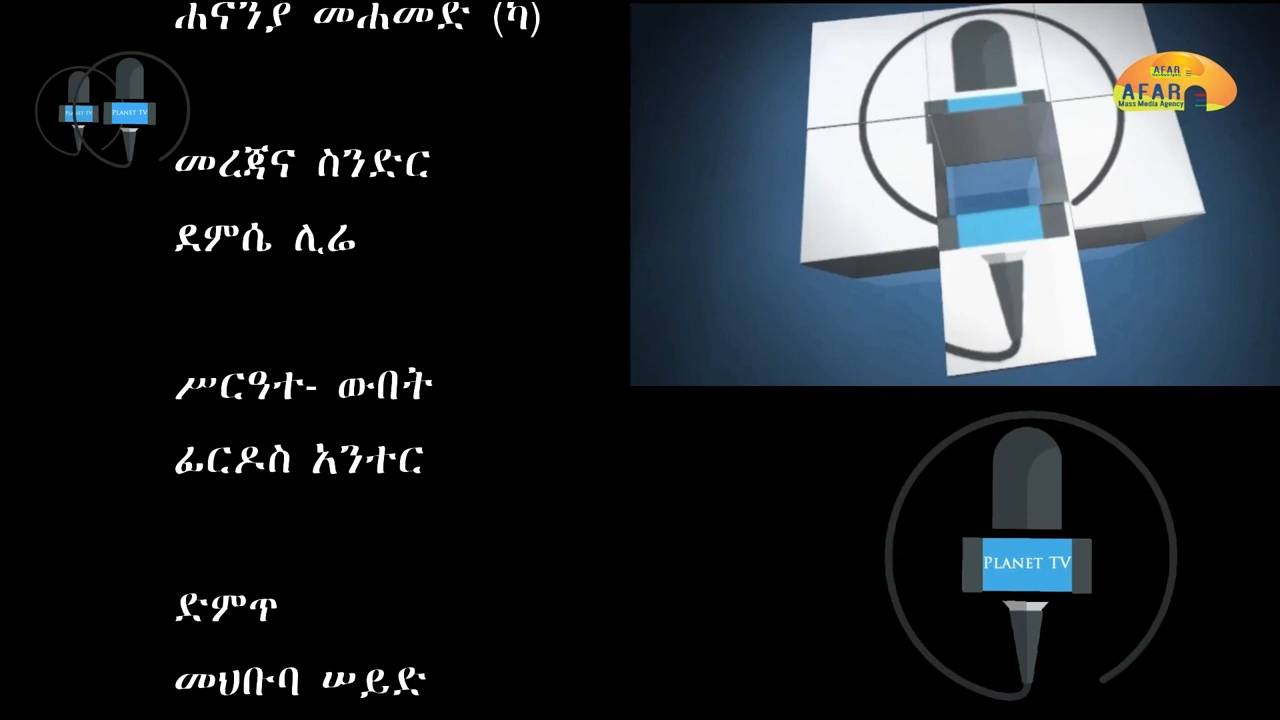 ሐናንያ መሐመድ (ካ)
መረጃና ስንድር
ደምሴ ሊሬ
ሥርዓተ- ውበት
ፊርዶስ አንተር
ድምጥ
መህቡባ ሠይድ
PLANET TV
PLANET TV
AFAR
AFAR
Mass Media Agency
PLANET TV